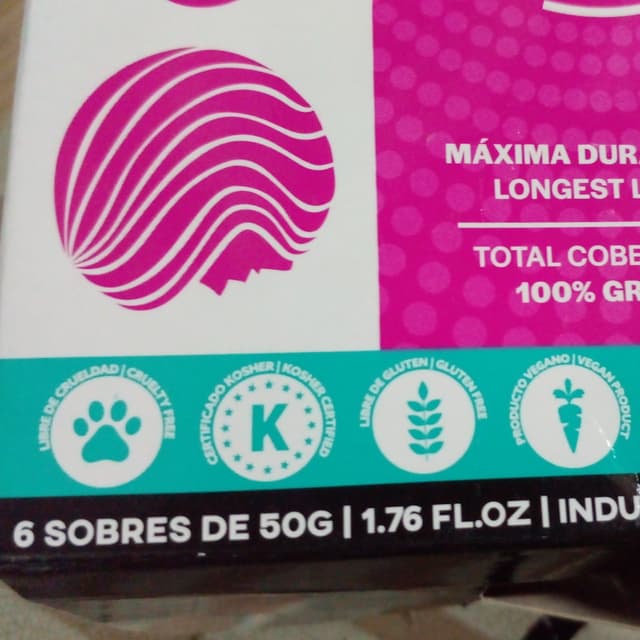 MÁXIMA DUR
LONGEST L
TOTAL COBE
100% GR
LIBRE DE CRUELDAD | CRUELTY FREE
CERTIFICADO KOSHER | KOSHER CERTIFIED
K
LIBRE DE GLUTEN | GLUTEN FREE
PRODUCTO VEGANO | VEGAN PRODUCT
6 SOBRES DE 50G | 1.76 FL.OZ | INDU